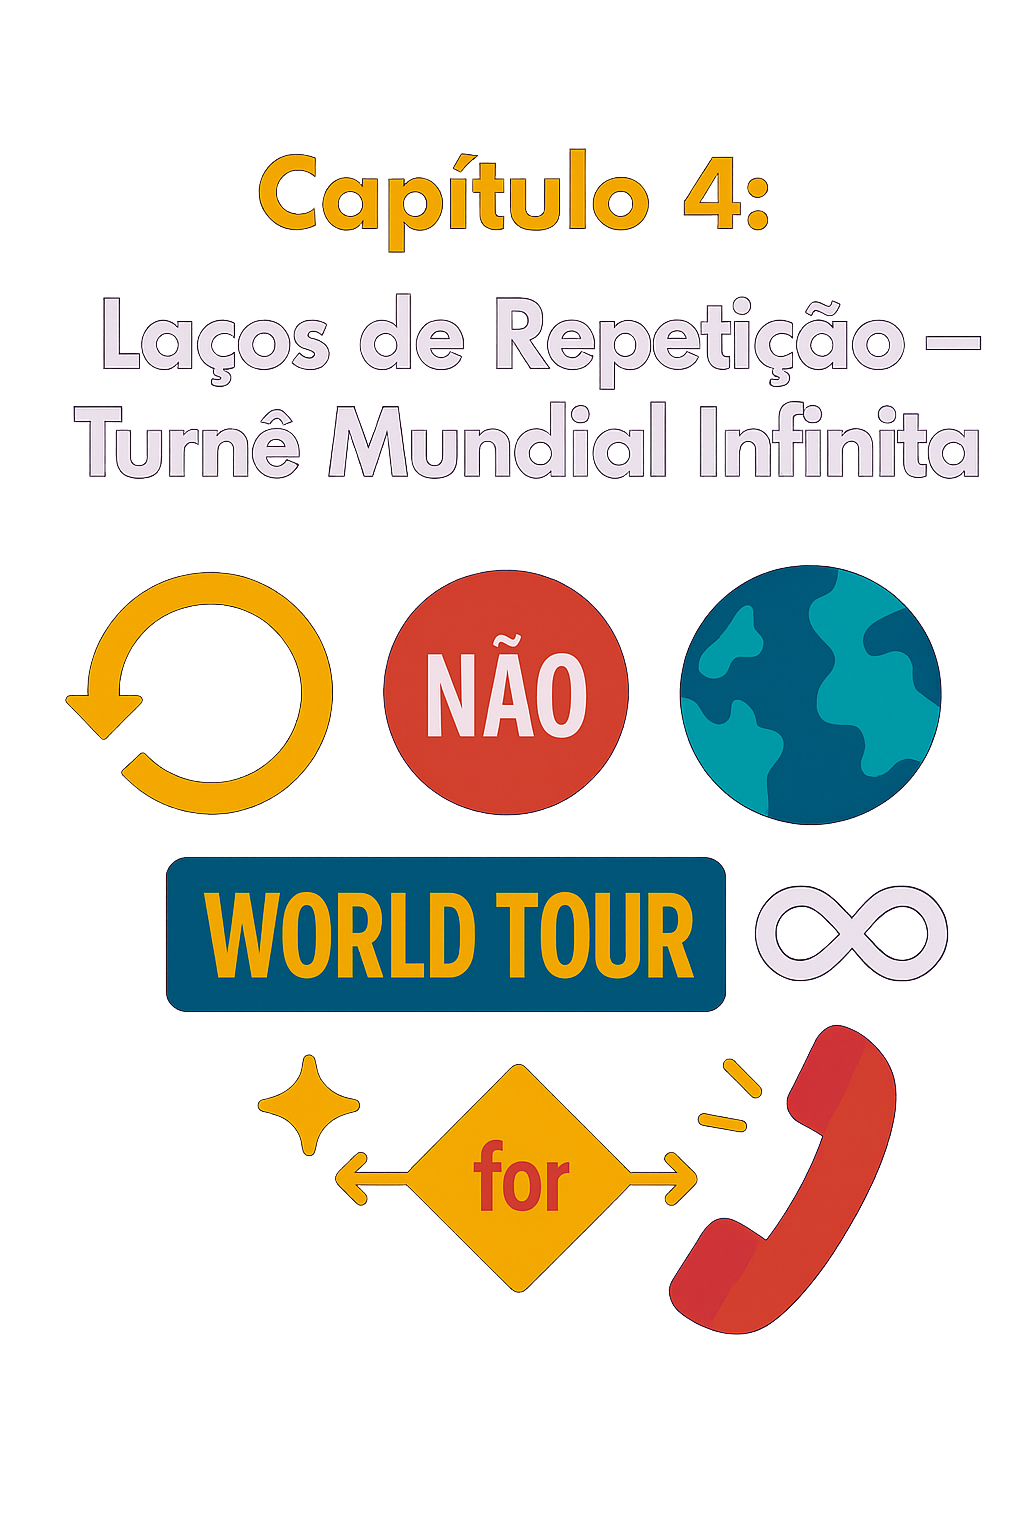 Capítulo 4:
Laços de Repetição –
Turnê Mundial Infinita
NÃO
WORLD TOUR
for